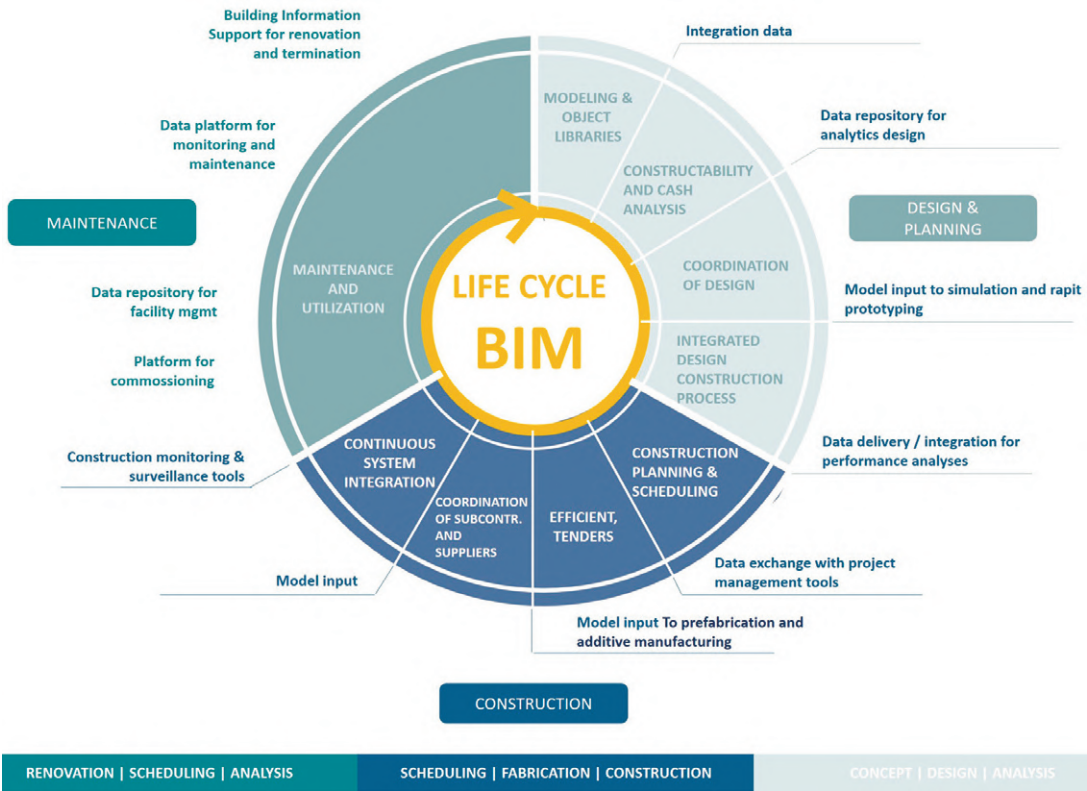 Building Information
Support for renovation
and termination
Integration data
MODELING &
OBJECT
LIBRARIES
Data platform for
monitoring and
maintenance
Data repository for
analytics design
CONSTRUCTABILITY
AND CASH
ANALYSIS
MAINTENANCE
DESIGN &
PLANNING
MAINTENANCE
AND
UTILIZATION
LIFE CYCLE
BIM
COORDINATION
OF DESIGN
Data repository for
facility mgmt
Model input to simulation and rapit
prototyping
INTEGRATED
DESIGN
CONSTRUCTION
PROCESS
Platform for
commossioning
Construction monitoring &
surveillance tools
CONTINUOUS
SYSTEM
INTEGRATION
COORDINATION
OF SUBCONTR.
AND
SUPPLIERS
EFFICIENT,
TENDERS
CONSTRUCTION
PLANNING &
SCHEDULING
Data delivery / integration for
performance analyses
Model input
Data exchange with project
management tools
Model input To prefabrication and
additive manufacturing
CONSTRUCTION
RENOVATION | SCHEDULING | ANALYSIS
SCHEDULING | FABRICATION | CONSTRUCTION
CONCEPT | DESIGN | ANALYSIS